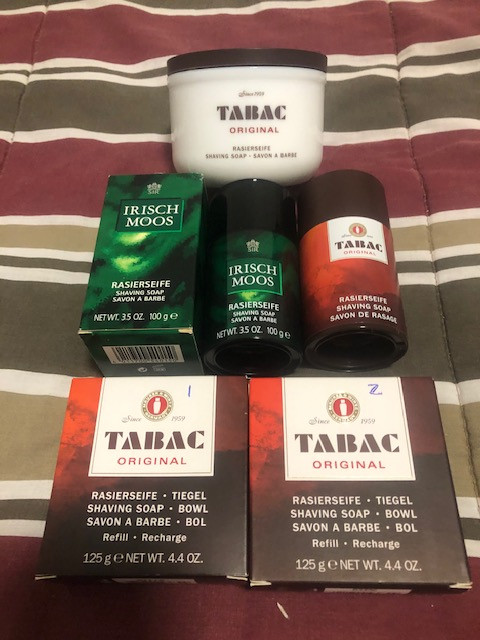 Since 1959
TABAC
ORIGINAL
RASIERSEIFE
SHAVING SOAP · SAVON A BARBE
SIR
IRISCH
MOOS
RASIERSEIFE
SHAVING SOAP
SAVON A BARBE
NET WT. 3.5 OZ. 100 g e
SIR
IRISCH
MOOS
RASIERSEIFE
SHAVING SOAP
SAVON A BARBE
NET WT. 3.5 OZ. 100 g e
TABAC
ORIGINAL
RASIERSEIFE
SHAVING SOAP
SAVON DE RASAGE
1
Since 1959
TABAC
ORIGINAL
RASIERSEIFE · TIEGEL
SHAVING SOAP · BOWL
SAVON A BARBE · BOL
Refill · Recharge
125 g e NET WT. 4.4 OZ.
2
Since 1959
TABAC
ORIGINAL
RASIERSEIFE · TIEGEL
SHAVING SOAP · BOWL
SAVON A BARBE · BOL
Refill · Recharge
125 g e NET WT. 4.4 OZ.